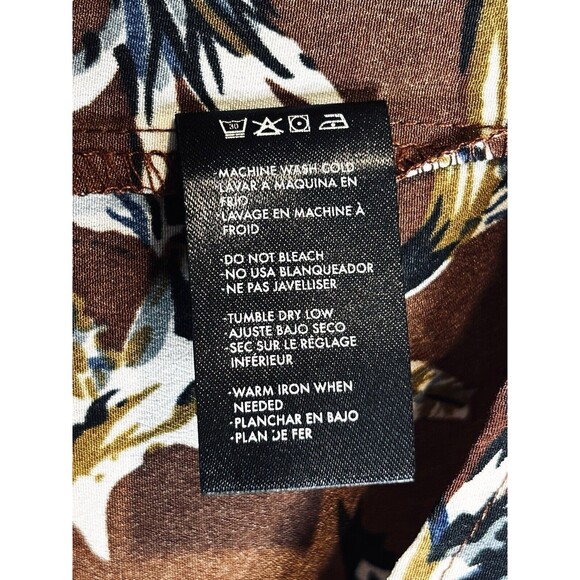 30
MACHINE WASH COLD
LAVAR A MAQUINA EN
FRIO
LAVAGE EN MACHINE À
FROID
-DO NOT BLEACH
-NO USA BLANQUEADOR
-NE PAS JAVELLISER
-TUMBLE DRY LOW
AJUSTE BAJO SECO
-SEC SUR LE RÉGLAGE
INFÉRIEUR
-WARM IRON WHEN
NEEDED
-PLANCHAR EN BAJO
-PLAN DE FER